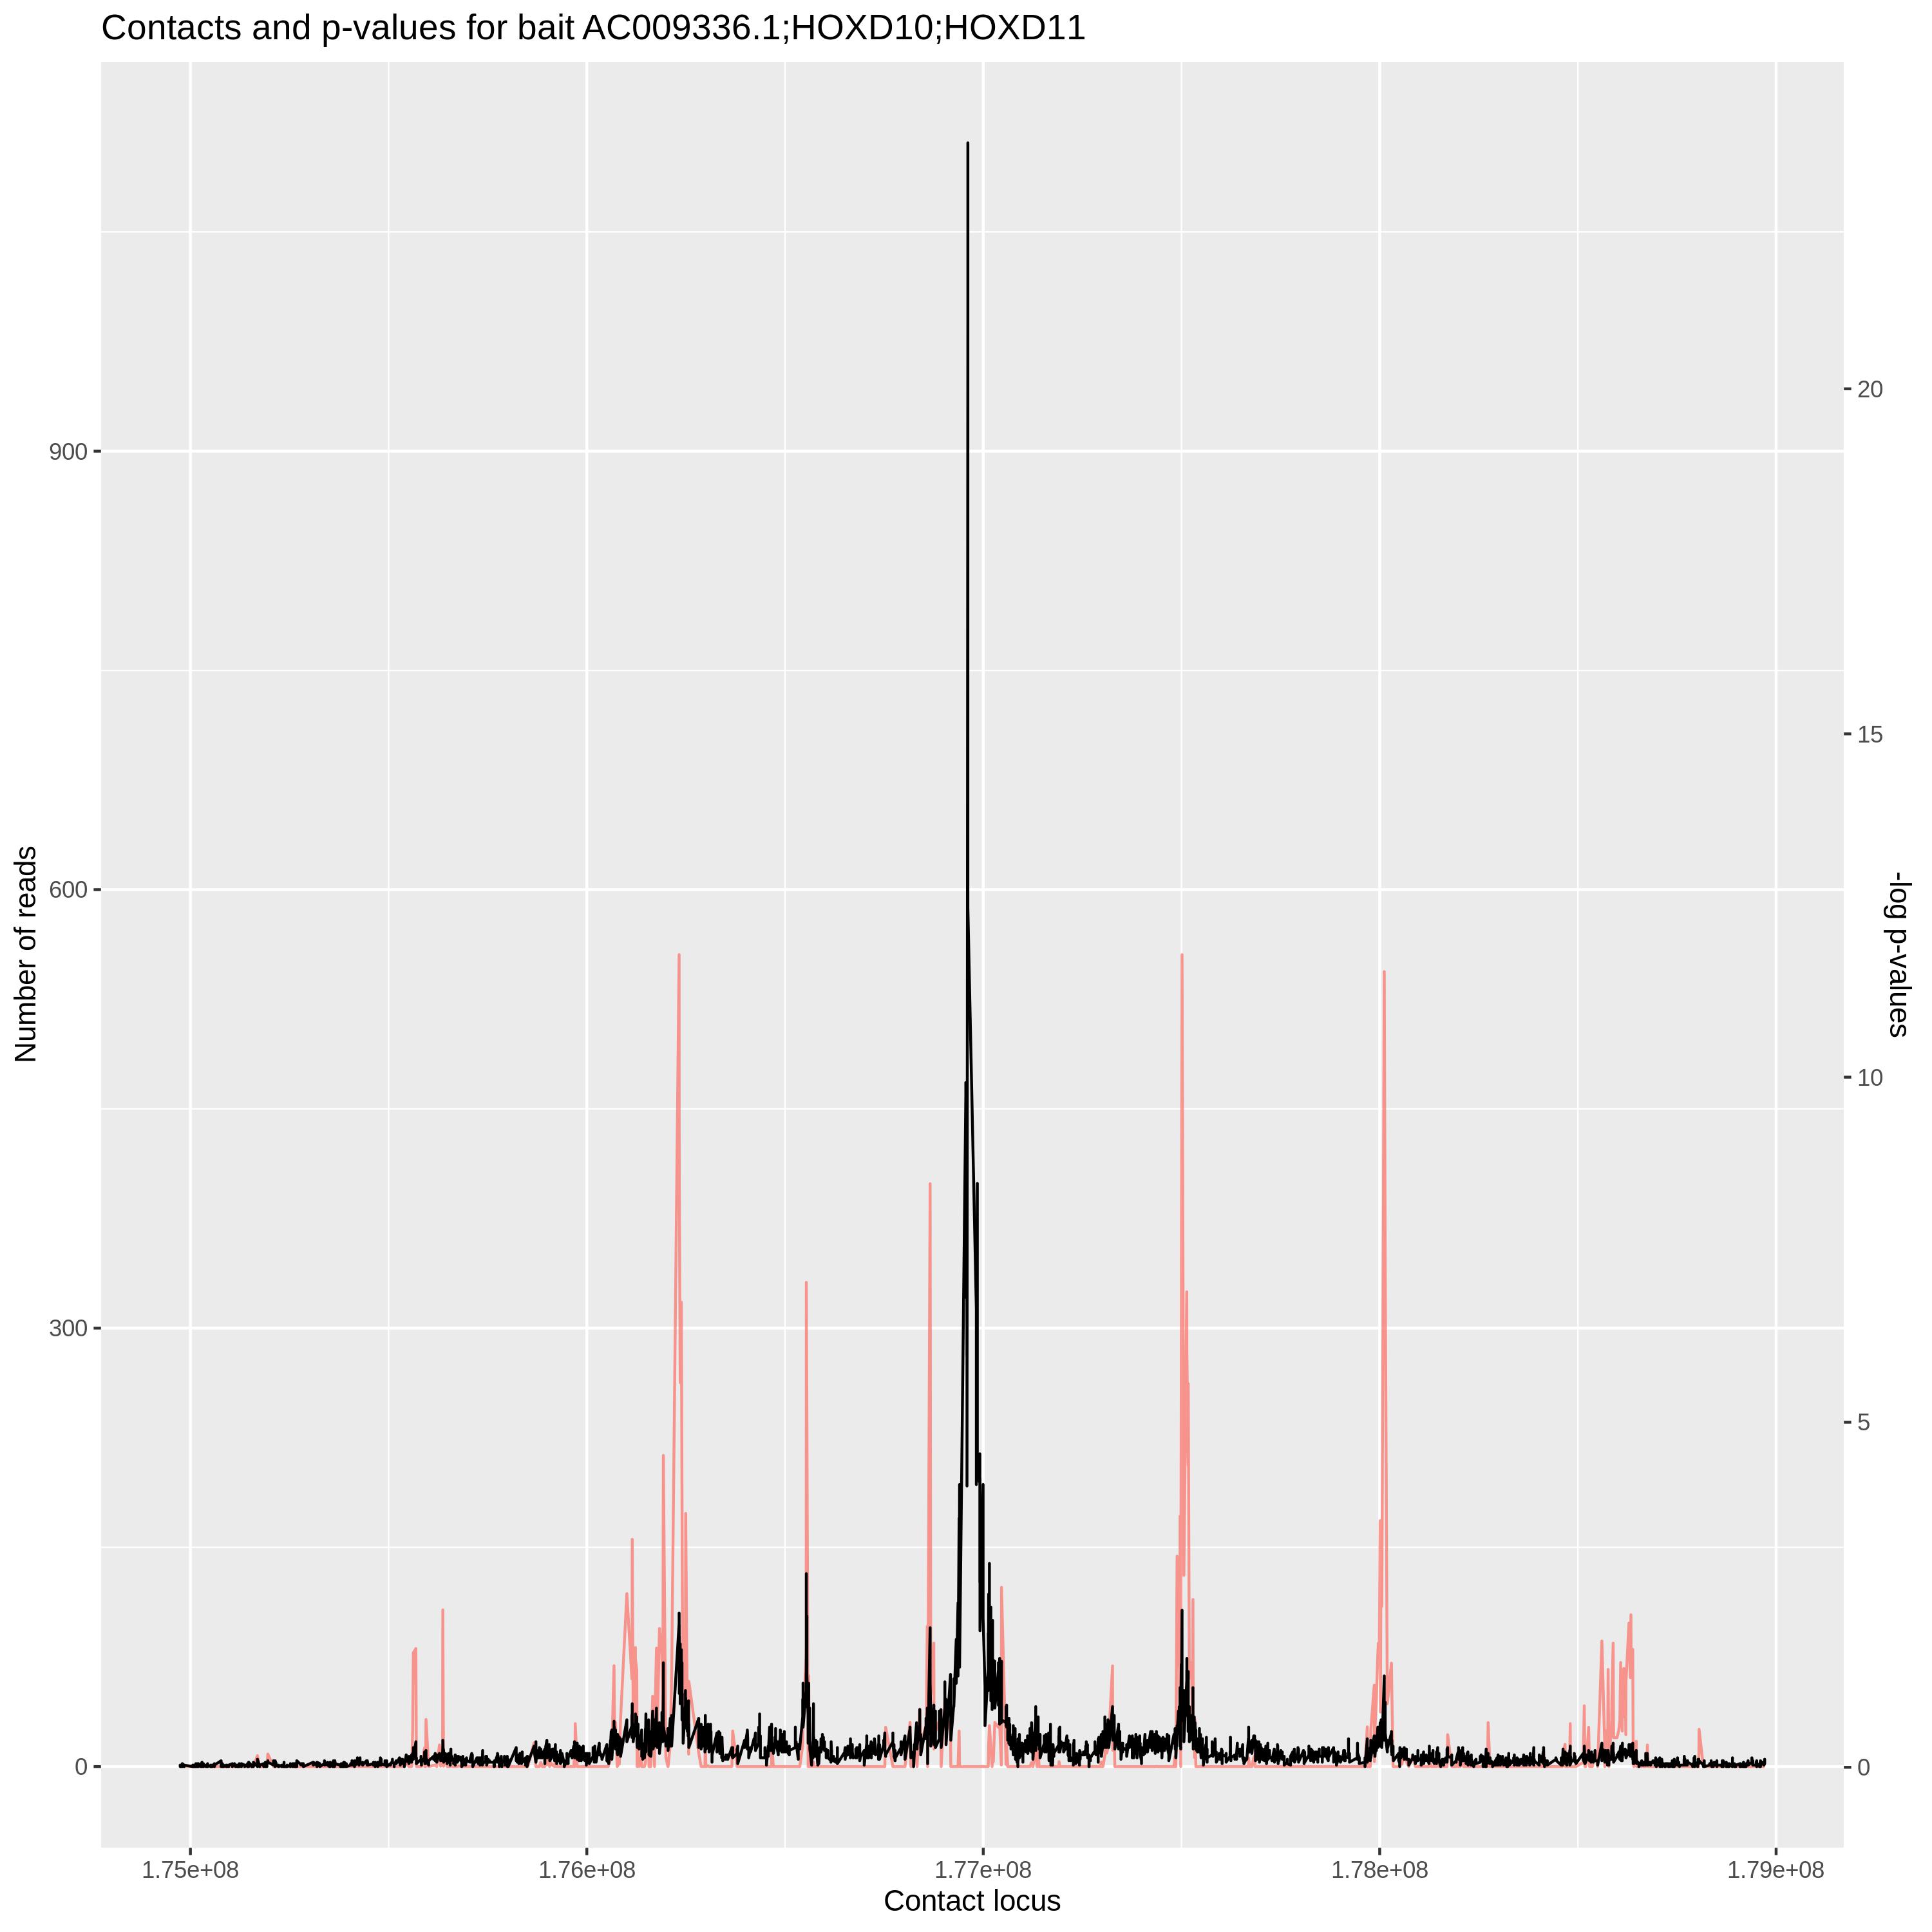 Contacts and p-values for bait AC009336.1;HOXD10;HOXD11
900
600
300
0
Number of reads
20
15
10
5
0
-log p-values
1.75e+08 1.76e+08 1.77e+08 1.78e+08 1.79e+08
Contact locus